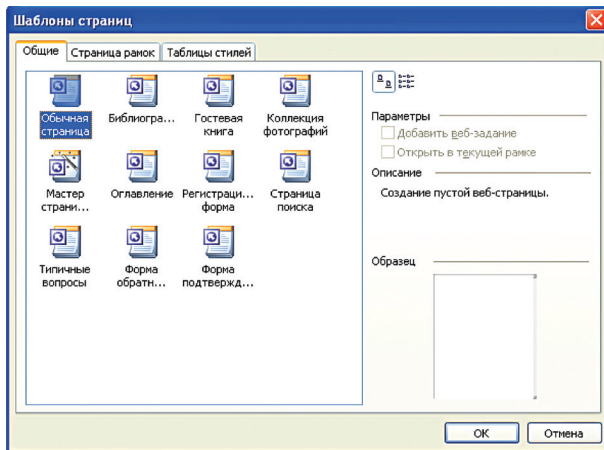 Шаблоны страниц
Общие Страница рамок Таблицы стилей
Обычная страница
Библиогра...
Гостевая книга
Коллекция фотографий
Мастер страни...
Оглавление
Регистраци... форма
Страница поиска
Типичные вопросы
Форма обратн...
Форма подтвержд...
Параметры
Добавить веб-задание
Открыть в текущей рамке
Описание
Создание пустой веб-страницы.
Образец
ОК Отмена